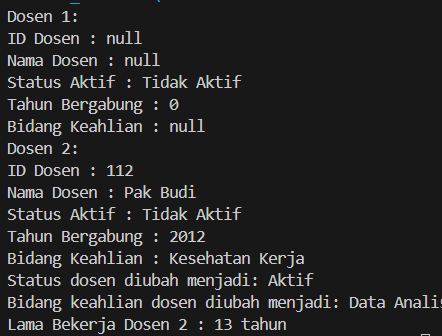 Dosen 1:
ID Dosen : null
Nama Dosen : null
Status Aktif : Tidak Aktif
Tahun Bergabung : 0
Bidang Keahlian : null
Dosen 2:
ID Dosen : 112
Nama Dosen : Pak Budi
Status Aktif : Tidak Aktif
Tahun Bergabung : 2012
Bidang Keahlian : Kesehatan Kerja
Status dosen diubah menjadi: Aktif
Bidang keahlian dosen diubah menjadi: Data Analis
Lama Bekerja Dosen 2 : 13 tahun